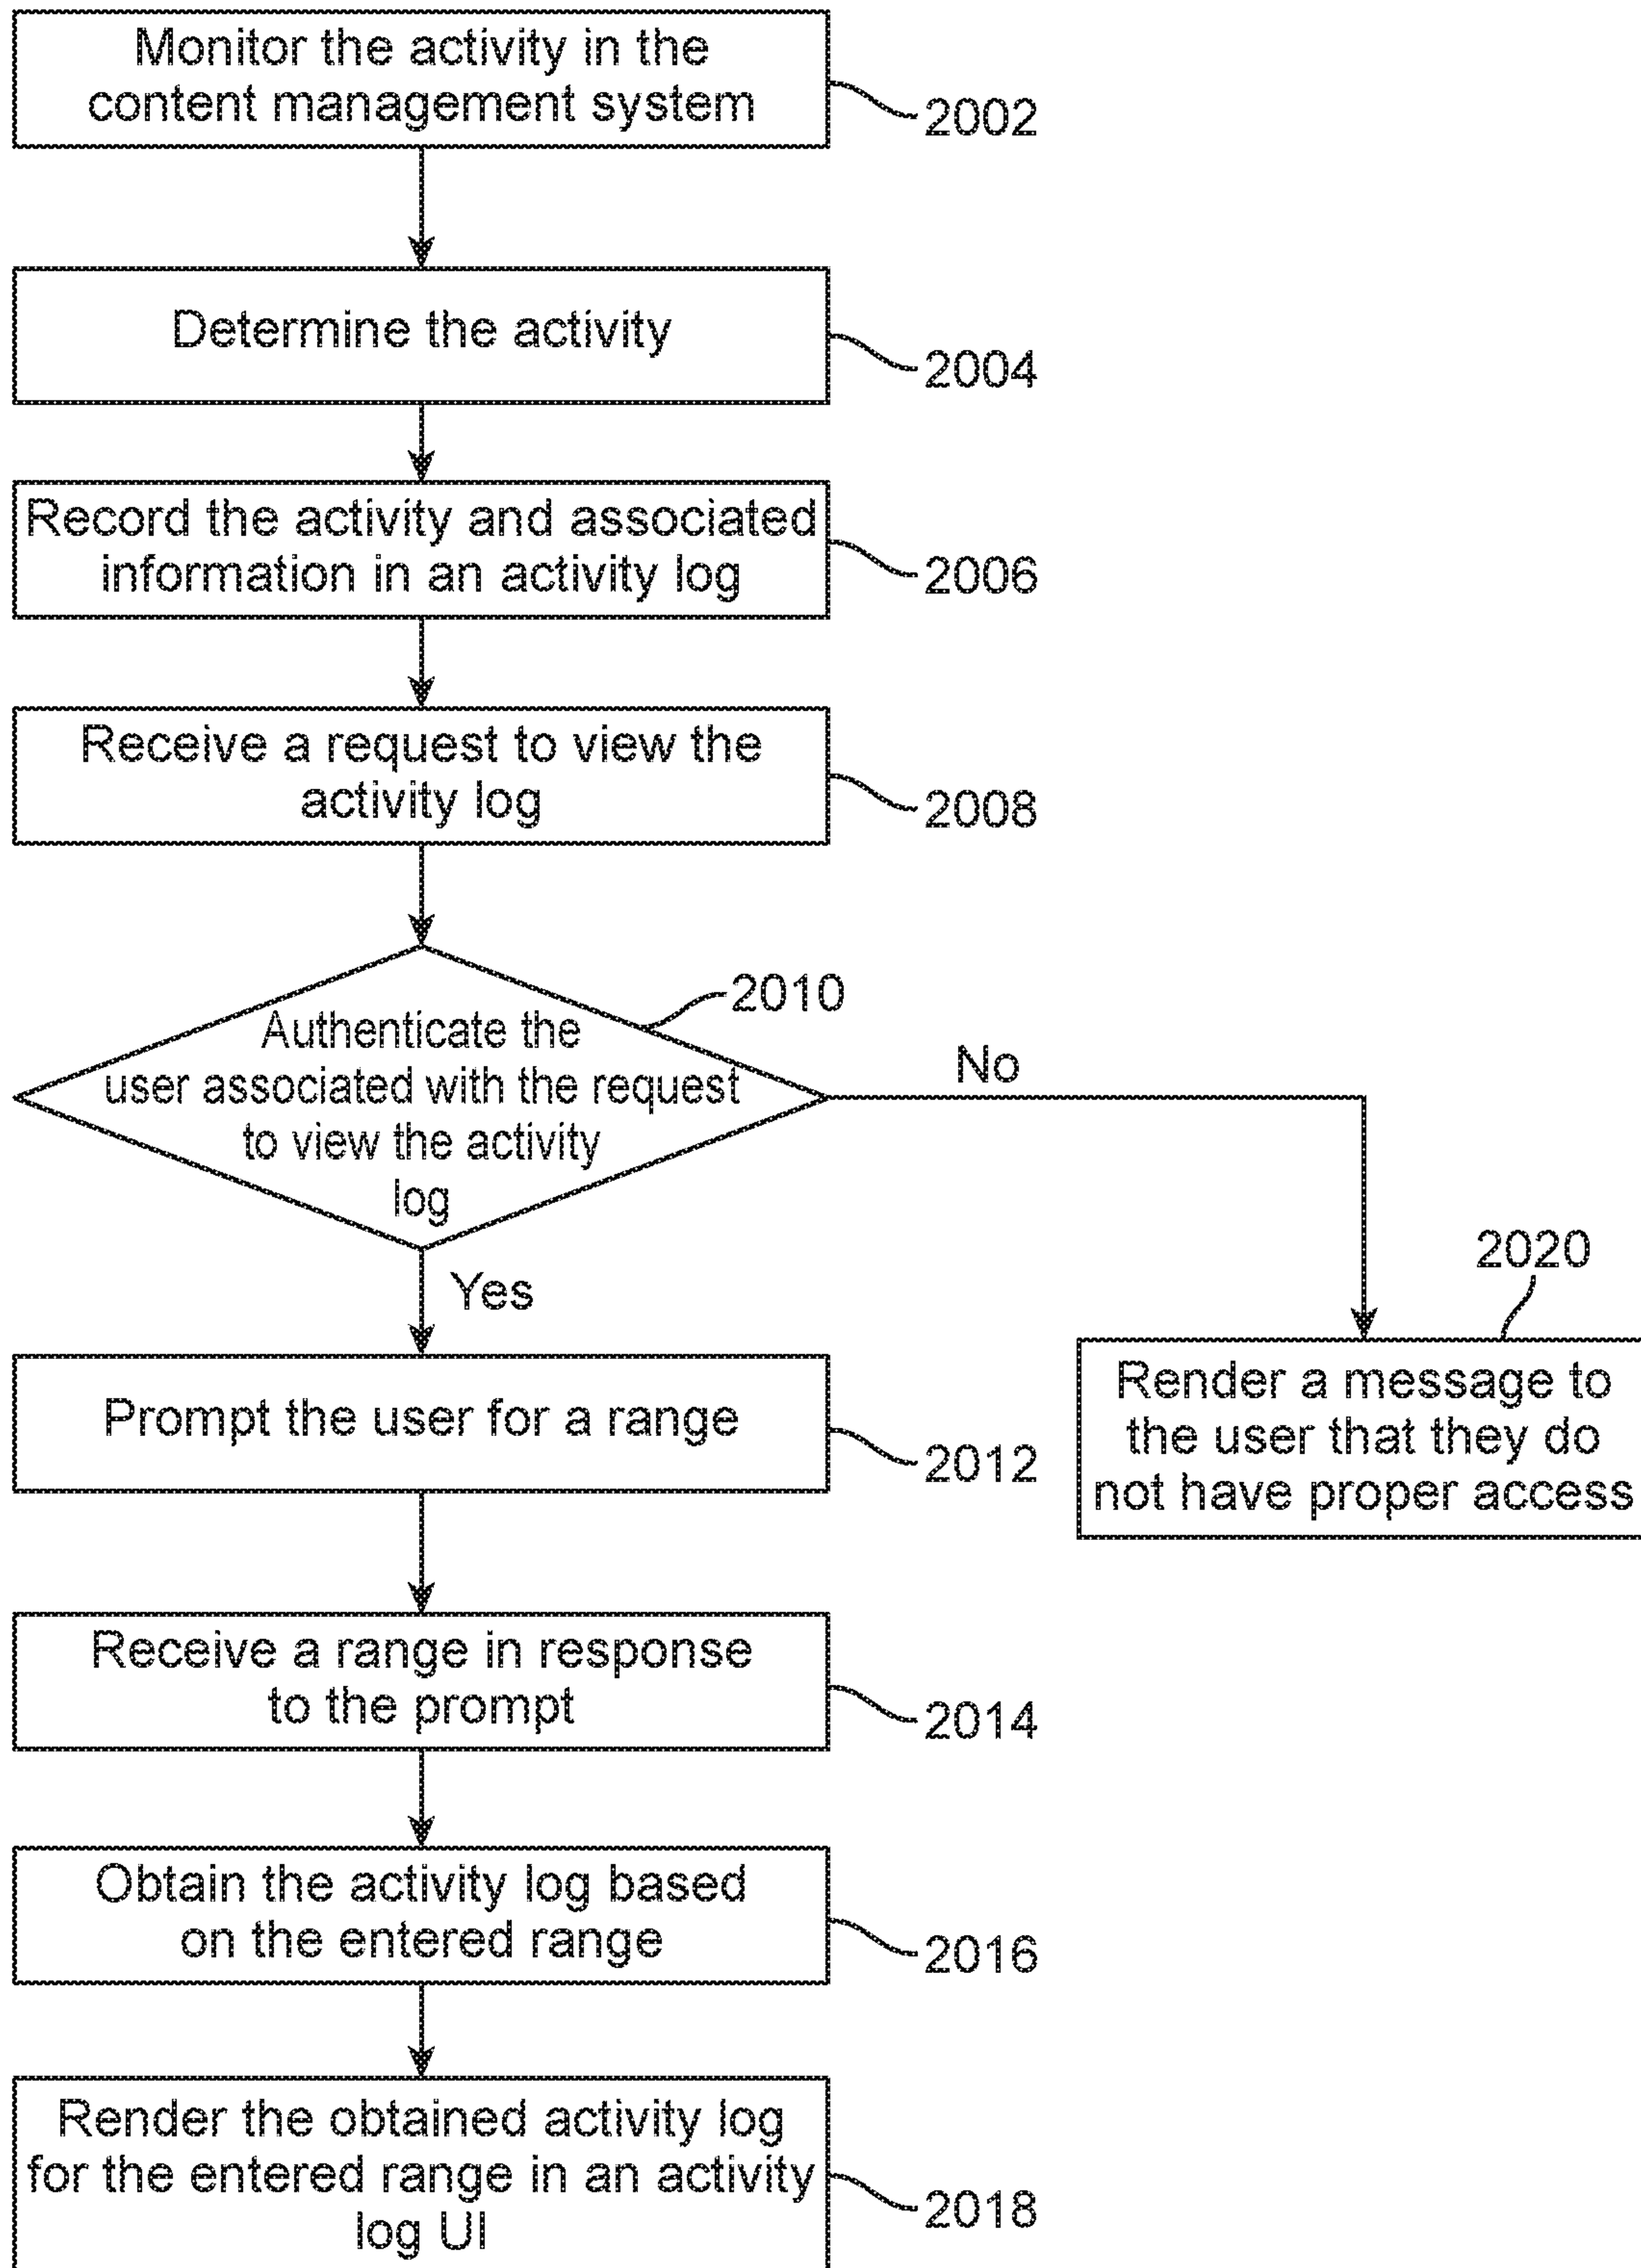 Monitor the activity in the
content management system
2002
Determine the activity
2004
Record the activity and associated
information in an activity log
2006
Receive a request to view the
activity log
2008
2010
Authenticate the
user associated with the request
to view the activity
log
No
Yes
2020
Render a message to
the user that they do
not have proper access
Prompt the user for a range
2012
Receive a range in response
to the prompt
2014
Obtain the activity log based
on the entered range
2016
Render the obtained activity log
for the entered range in an activity
log UI
2018